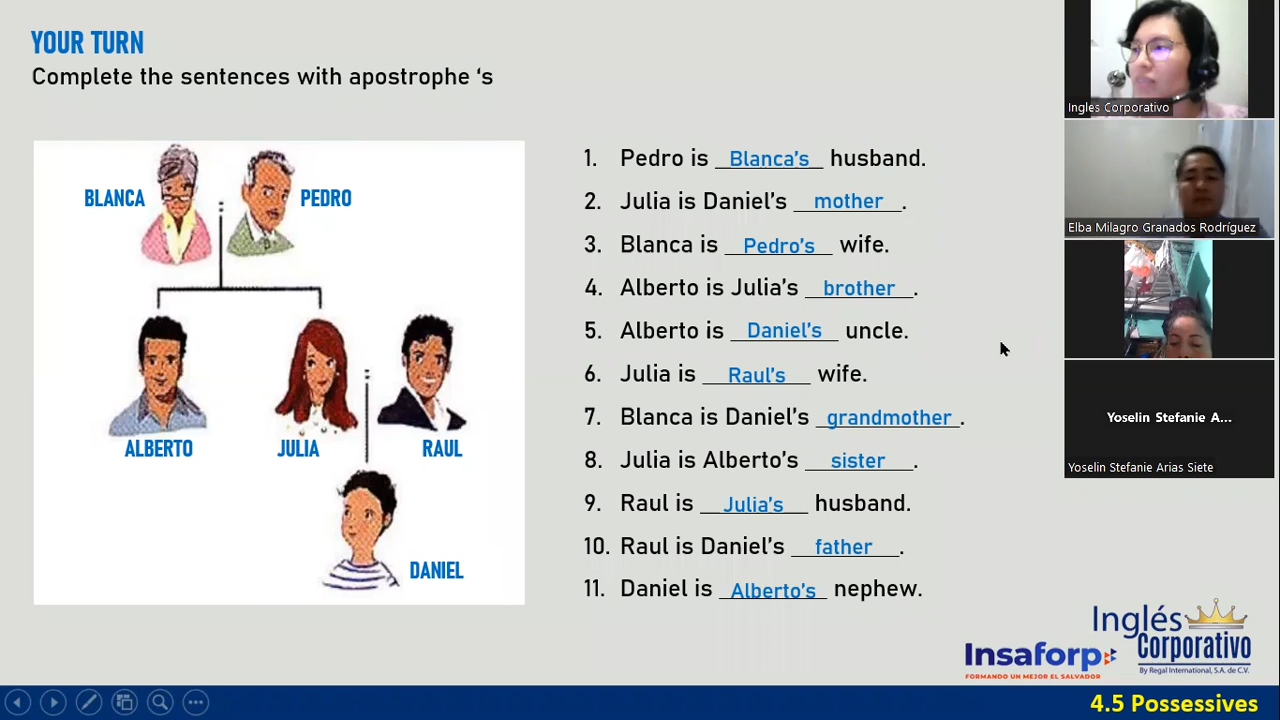 YOUR TURN
Complete the sentences with apostrophe ‘s
BLANCA
PEDRO
ALBERTO
JULIA
RAUL
DANIEL
1. Pedro is Blanca’s husband.
2. Julia is Daniel’s mother.
3. Blanca is Pedro’s wife.
4. Alberto is Julia’s brother.
5. Alberto is Daniel’s uncle.
6. Julia is Raul’s wife.
7. Blanca is Daniel’s grandmother.
8. Julia is Alberto’s sister.
9. Raul is Julia’s husband.
10. Raul is Daniel’s father.
11. Daniel is Alberto’s nephew.
Ingles Corporativo
Elba Milagro Granados Rodríguez
Yoselin Stefanie A...
Yoselin Stefanie Arias Siete
Insaforp
FORMANDO UN MEJOR EL SALVADOR
Inglés
Corporativo
By Regal International, S.A. de C.V.
4.5 Possessives